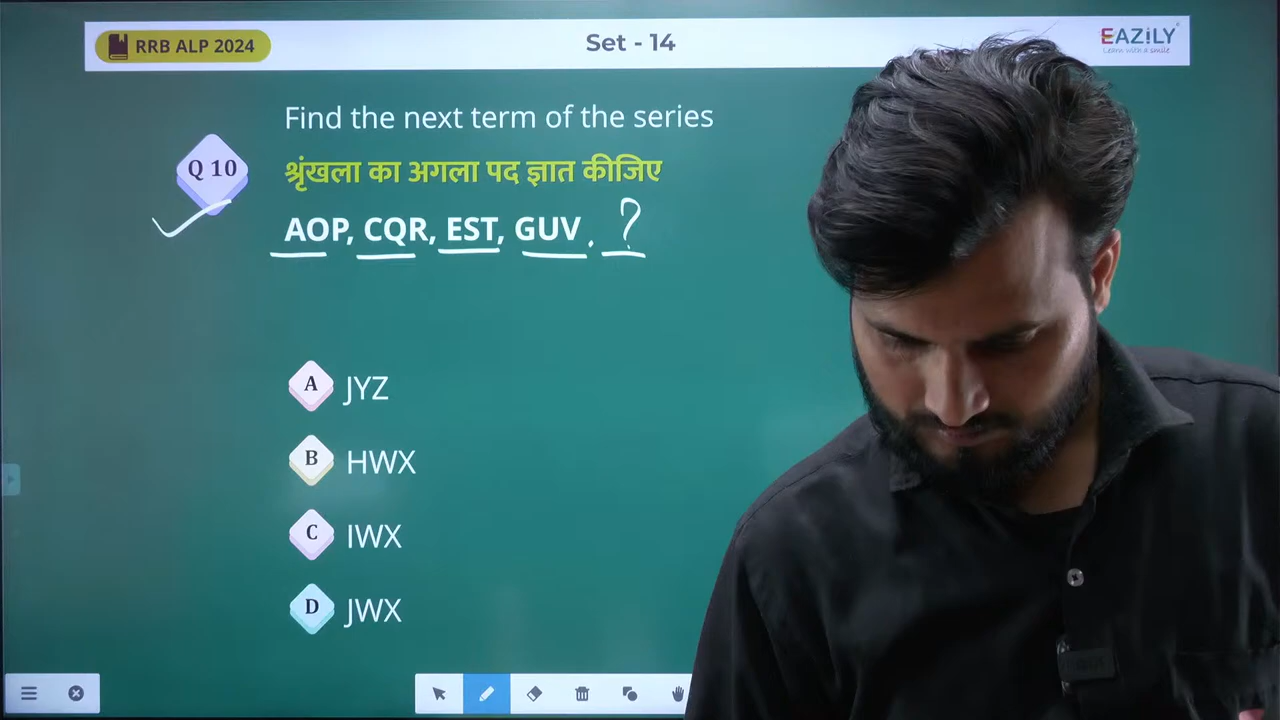 RRB ALP 2024
Set - 14
EAZILY
Learn with a smile
Find the next term of the series
Q 10
श्रृंखला का अगला पद ज्ञात कीजिए
AOP, CQR, EST, GUV . ?
A JYZ
B HWX
C IWX
D JWX